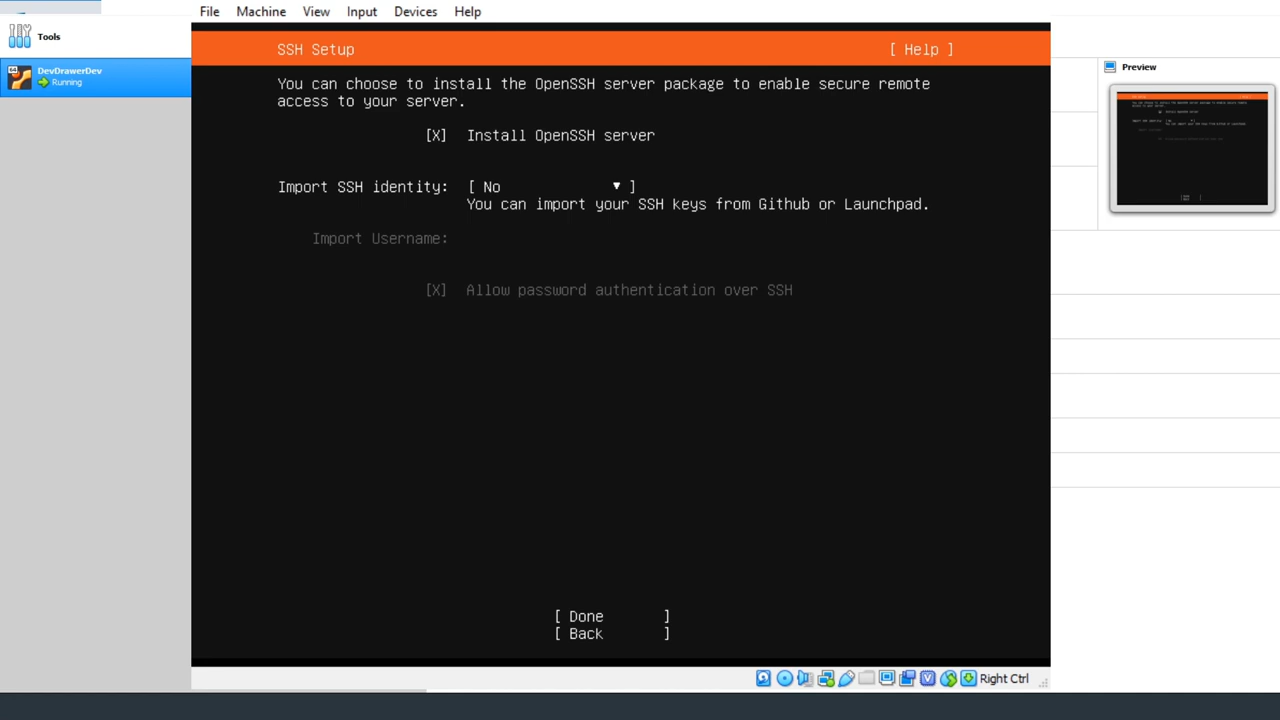 File Machine View Input Devices Help
Tools
SSH Setup [ Help ]
Preview
64
DevDrawerDev
Running
You can choose to install the OpenSSH server package to enable secure remote
access to your server.
[X] Install OpenSSH server
Import SSH identity: [ No ▼ ]
You can import your SSH keys from Github or Launchpad.
Import Username:
[X] Allow password authentication over SSH
[ Done ]
[ Back ]
Right Ctrl